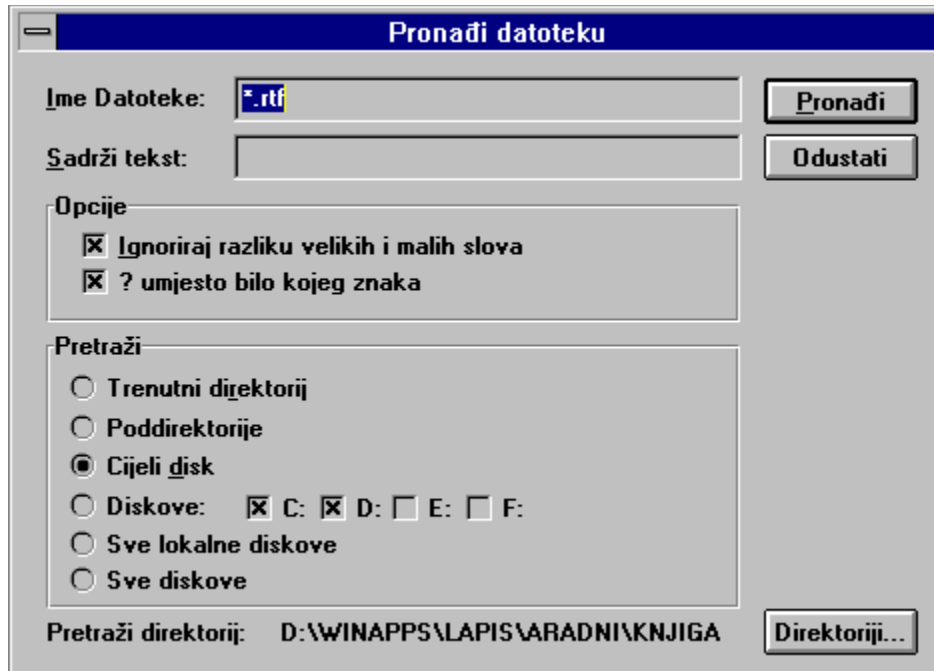 Pronađi datoteku
Ime Datoteke: *.rtf Pronađi
Sadrži tekst: Odustati
Opcije
Ignoriraj razliku velikih i malih slova
? umjesto bilo kojeg znaka
Pretraži
Trenutni direktorij
Poddirektorije
Cijeli disk
Diskove: C: D: E: F:
Sve lokalne diskove
Sve diskove
Pretraži direktorij: D:\WINAPPS\LAPIS\ARADNI\KNJIGA Direktoriji...